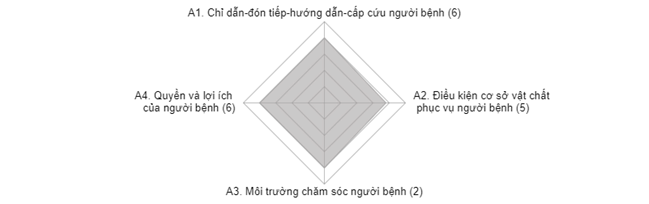 A1. Chỉ dẫn-đón tiếp-hướng dẫn-cấp cứu người bệnh (6)
A4. Quyền và lợi ích
của người bệnh (6)
A2. Điều kiện cơ sở vật chất
phục vụ người bệnh (5)
A3. Môi trường chăm sóc người bệnh (2)